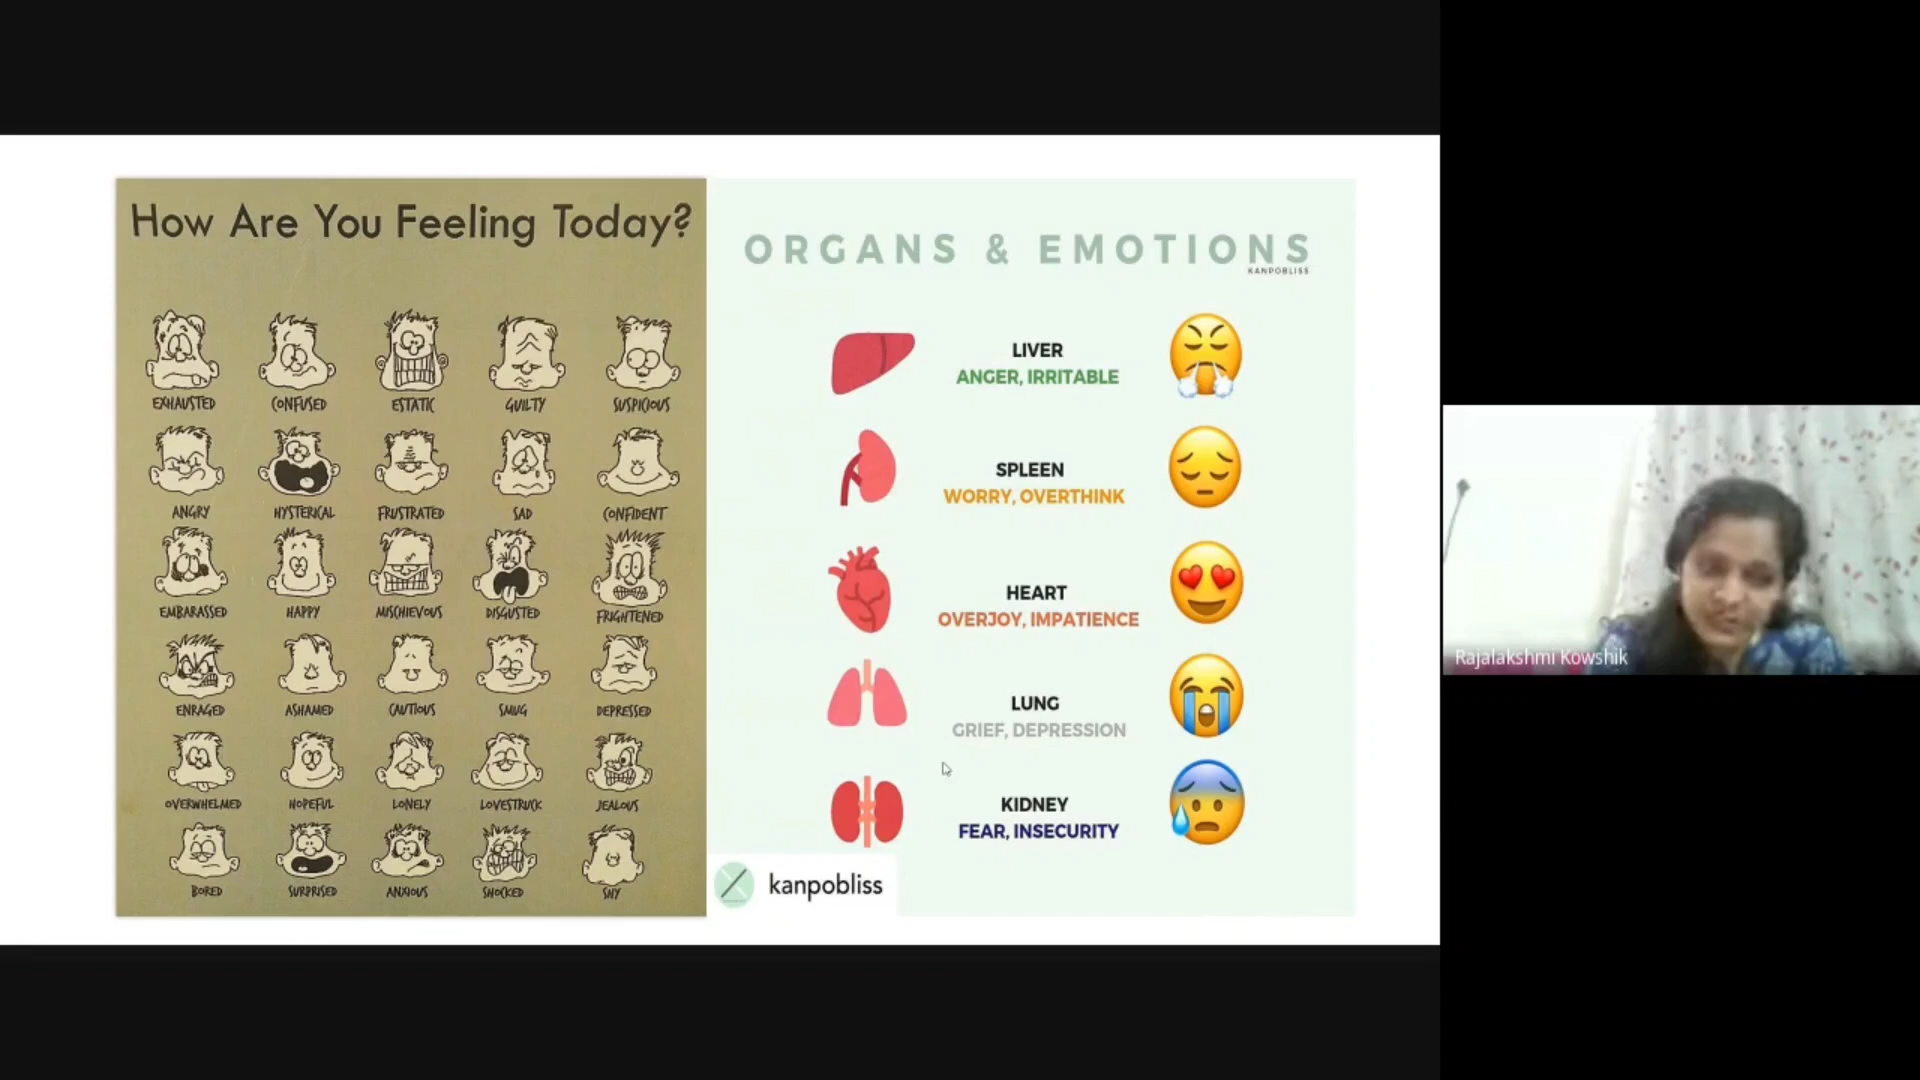 How Are You Feeling Today?
EXHAUSTED CONFUSED ESTATIC GUILTY SUSPICIOUS
ANGRY HYSTERICAL FRUSTRATED SAD CONFIDENT
EMBARASSED HAPPY MISCHIEVOUS DISGUSTED FRIGHTENED
ENRAGED ASHAMED CAUTIOUS SMUG DEPRESSED
OVERWHELMED HOPEFUL LONELY LOVESTRUCK JEALOUS
BORED SURPRISED ANXIOUS SHOCKED SHY
ORGANS & EMOTIONS
KANPOBLISS
LIVER
ANGER, IRRITABLE
SPLEEN
WORRY, OVERTHINK
HEART
OVERJOY, IMPATIENCE
LUNG
GRIEF, DEPRESSION
KIDNEY
FEAR, INSECURITY
kanpobliss
Rajalakshmi Kowshik